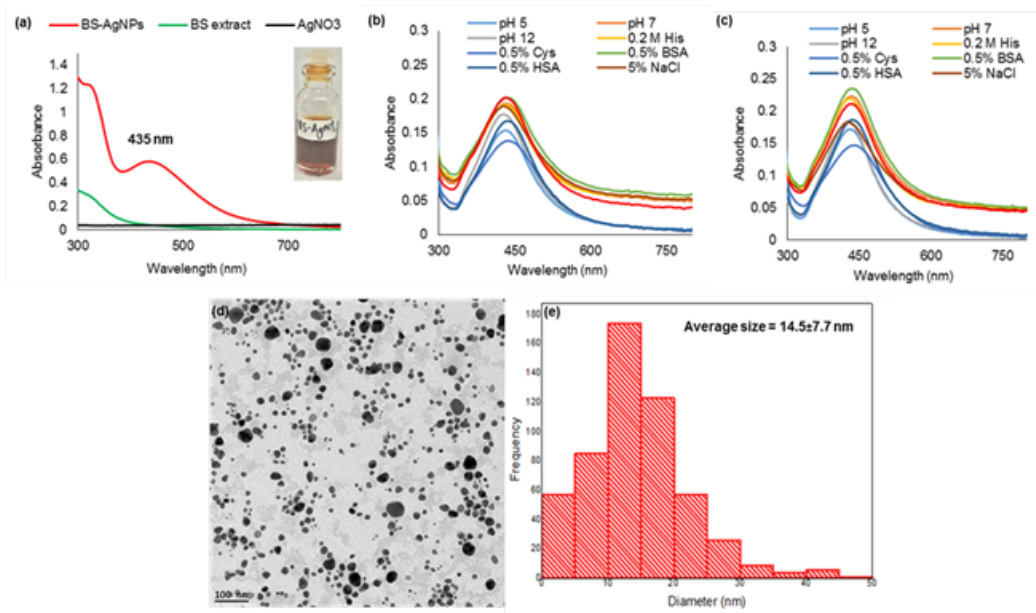 (a)
BS-AgNPs
BS extract
AgNO3
1.4
1.2
1
0.8
0.6
0.4
0.2
0
Absorbance
435 nm
BS-AgNPs
300
500
700
Wavelength (nm)
(b)
pH 5
pH 7
pH 12
0.2 M His
0.5% Cys
0.5% BSA
0.5% HSA
5% NaCl
0.3
0.25
0.2
0.15
0.1
0.05
0
Absorbance
300
450
600
750
Wavelength (nm)
(c)
pH 5
pH 7
pH 12
0.2 M His
0.5% Cys
0.5% BSA
0.5% HSA
5% NaCl
0.3
0.25
0.2
0.15
0.1
0.05
0
Absorbance
300
450
600
750
Wavelength (nm)
(d)
100 nm
(e)
Average size = 14.5±7.7 nm
180
160
140
120
100
80
60
40
20
0
Frequency
10
20
30
40
50
Diameter (nm)